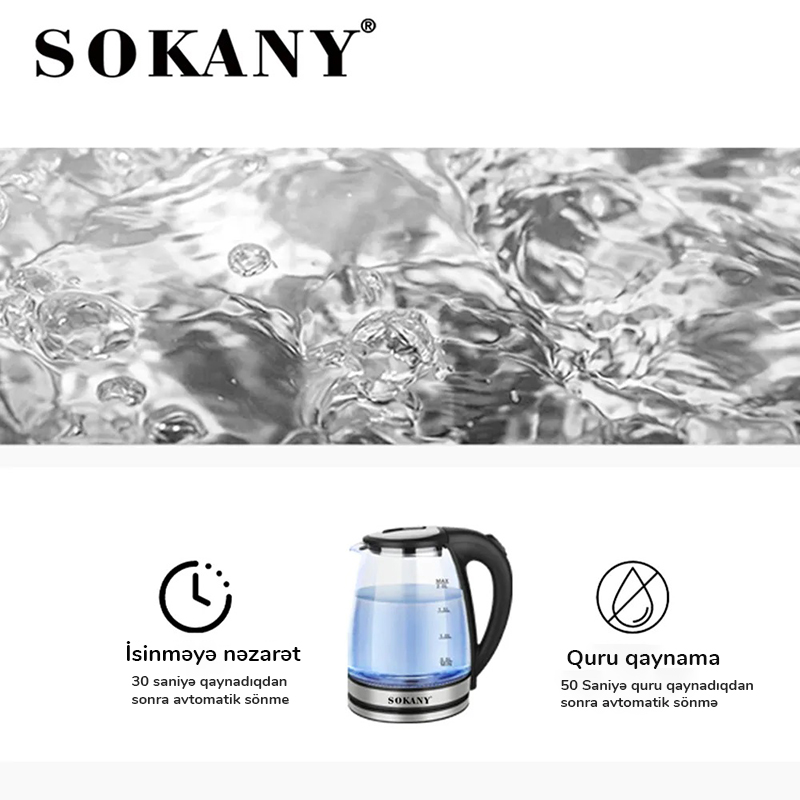 SOKANY®
İsinməyə nəzarət
30 saniyə qaynadıqdan
sonra avtomatik sönme
MAX
SOKANY
Quru qaynama
50 Saniyə quru qaynadıqdan
sonra avtomatik sönmə